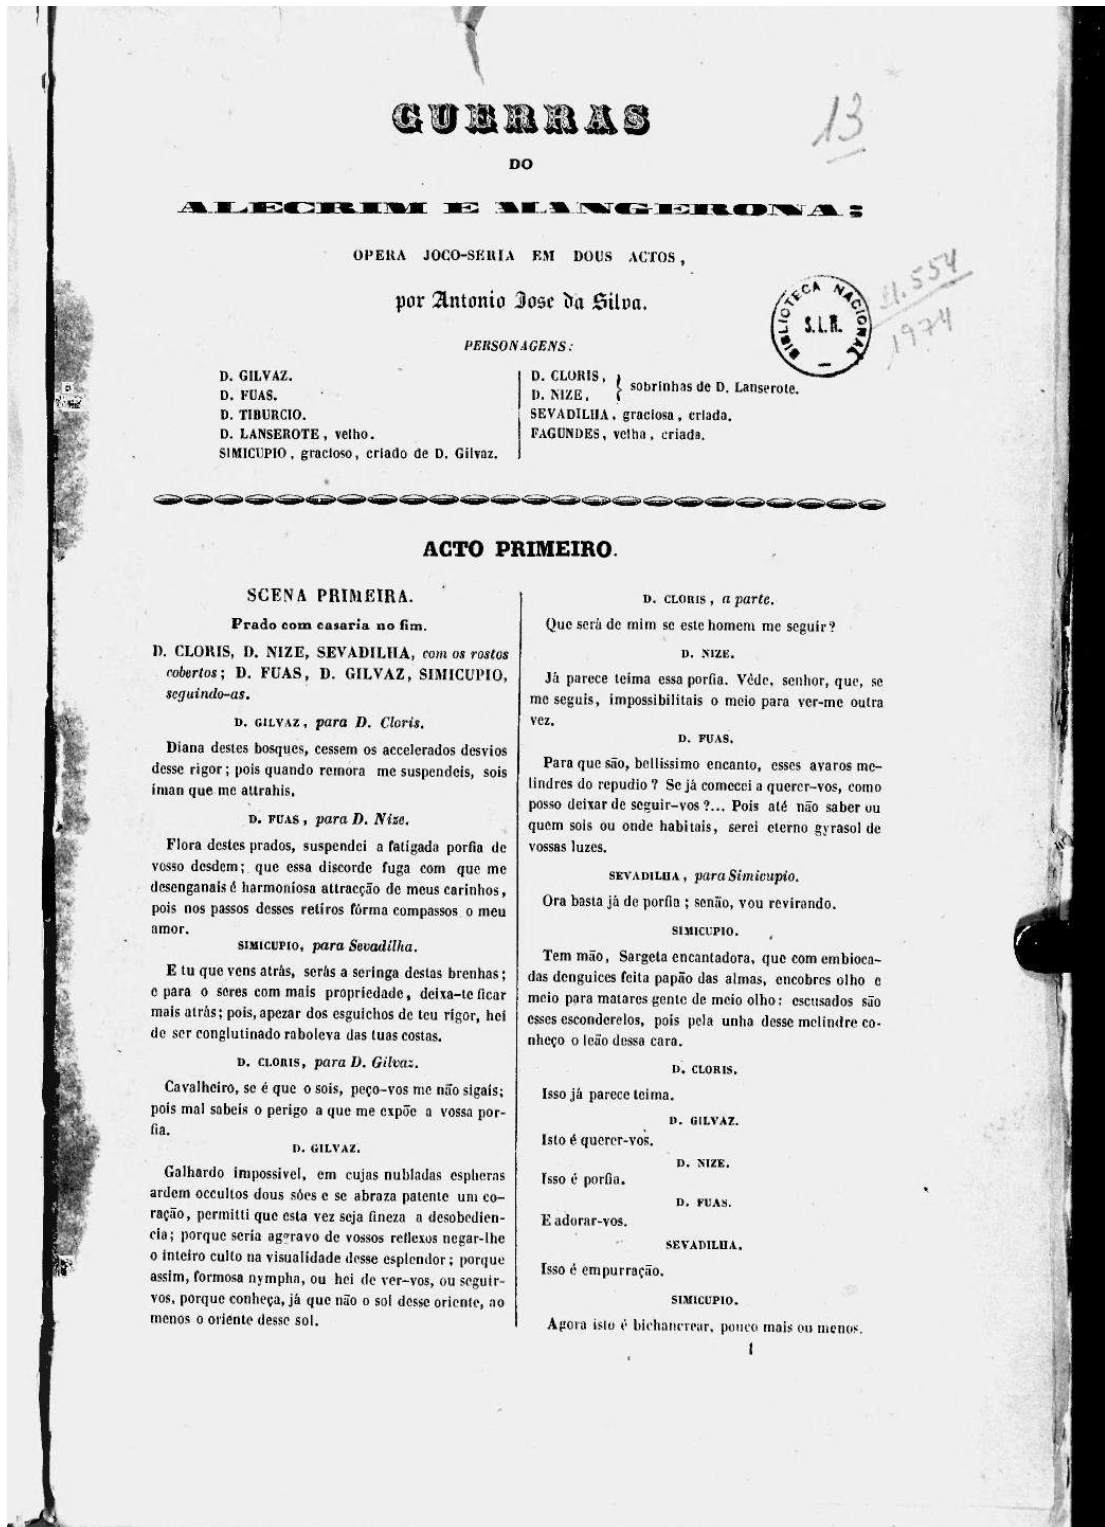 GUERRAS
DO
ALECRIM E MANGERONA:
OPERA JOCO-SERIA EM DOUS ACTOS,
por Antonio Jose da Silva.
13
11.554
1974
BIBLIOTECA NACIONAL
S.L.R.
PERSONAGENS:
D. GILVAZ.
D. FUAS.
D. TIBURCIO.
D. LANSEROTE, velho.
SIMICUPIO, gracioso, criado de D. Gilvaz.
D. CLORIS,
D. NIZE,
} sobrinhas de D. Lanserote.
SEVADILHA, graciosa, criada.
FAGUNDES, velha, criada.
ACTO PRIMEIRO.
SCENA PRIMEIRA.
Prado com casaria no fim.
D. CLORIS, D. NIZE, SEVADILHA, com os rostos
cobertos; D. FUAS, D. GILVAZ, SIMICUPIO,
seguindo-as.
D. GILVAZ, para D. Cloris.
Diana destes bosques, cessem os accelerados desvios
desse rigor; pois quando remora me suspendeis, sois
iman que me attrahis.
D. FUAS, para D. Nize.
Flora destes prados, suspendei a fatigada porfia de
vosso desdem; que essa discorde fuga com que me
desenganais é harmoniosa attracção de meus carinhos,
pois nos passos desses retiros fórma compassos o meu
amor.
SIMICUPIO, para Sevadilha.
E tu que vens atrás, serás a seringa destas brenhas;
e para o seres com mais propriedade, deixa-te ficar
mais atrás; pois, apezar dos esguichos de teu rigor, hei
de ser conglutinado raboleva das tuas costas.
D. CLORIS, para D. Gilvaz.
Cavalheiro, se é que o sois, peço-vos me não sigais;
pois mal sabeis o perigo a que me expõe a vossa por-
fia.
D. GILVAZ.
Galhardo impossivel, em cujas nubladas espheras
ardem occultos dous sóes e se abraza patente um co-
ração, permitti que esta vez seja fineza a desobedien-
cia; porque seria aggravo de vossos reflexos negar-lhe
o inteiro culto na visualidade desse esplendor; porque
assim, formosa nympha, ou hei de ver-vos, ou seguir-
vos, porque conheça, já que não o sol desse oriente, ao
menos o oriente desse sol.
D. CLORIS, a parte.
Que será de mim se este homem me seguir?
D. NIZE.
Já parece teima essa porfia. Vêde, senhor, que, se
me seguis, impossibilitais o meio para ver-me outra
vez.
D. FUAS.
Para que são, bellissimo encanto, esses avaros me-
lindres do repudio? Se já comecei a querer-vos, como
posso deixar de seguir-vos?... Pois até não saber ou
quem sois ou onde habitais, serei eterno gyrasol de
vossas luzes.
SEVADILHA, para Simicupio.
Ora basta já de porfia; senão, vou revirando.
SIMICUPIO.
Tem mão, Sargeta encantadora, que com embioca-
das denguices feita papão das almas, encobres olho e
meio para matares gente de meio olho: escusados são
esses esconderelos, pois pela unha desse melindre co-
nheço o leão dessa cara.
D. CLORIS.
Isso já parece teima.
D. GILVAZ.
Isto é querer-vos.
D. NIZE.
Isso é porfia.
D. FUAS.
E adorar-vos.
SEVADILHA.
Isso é empurração.
SIMICUPIO.
Agora isto é bichancrear, pouco mais ou menos.
1